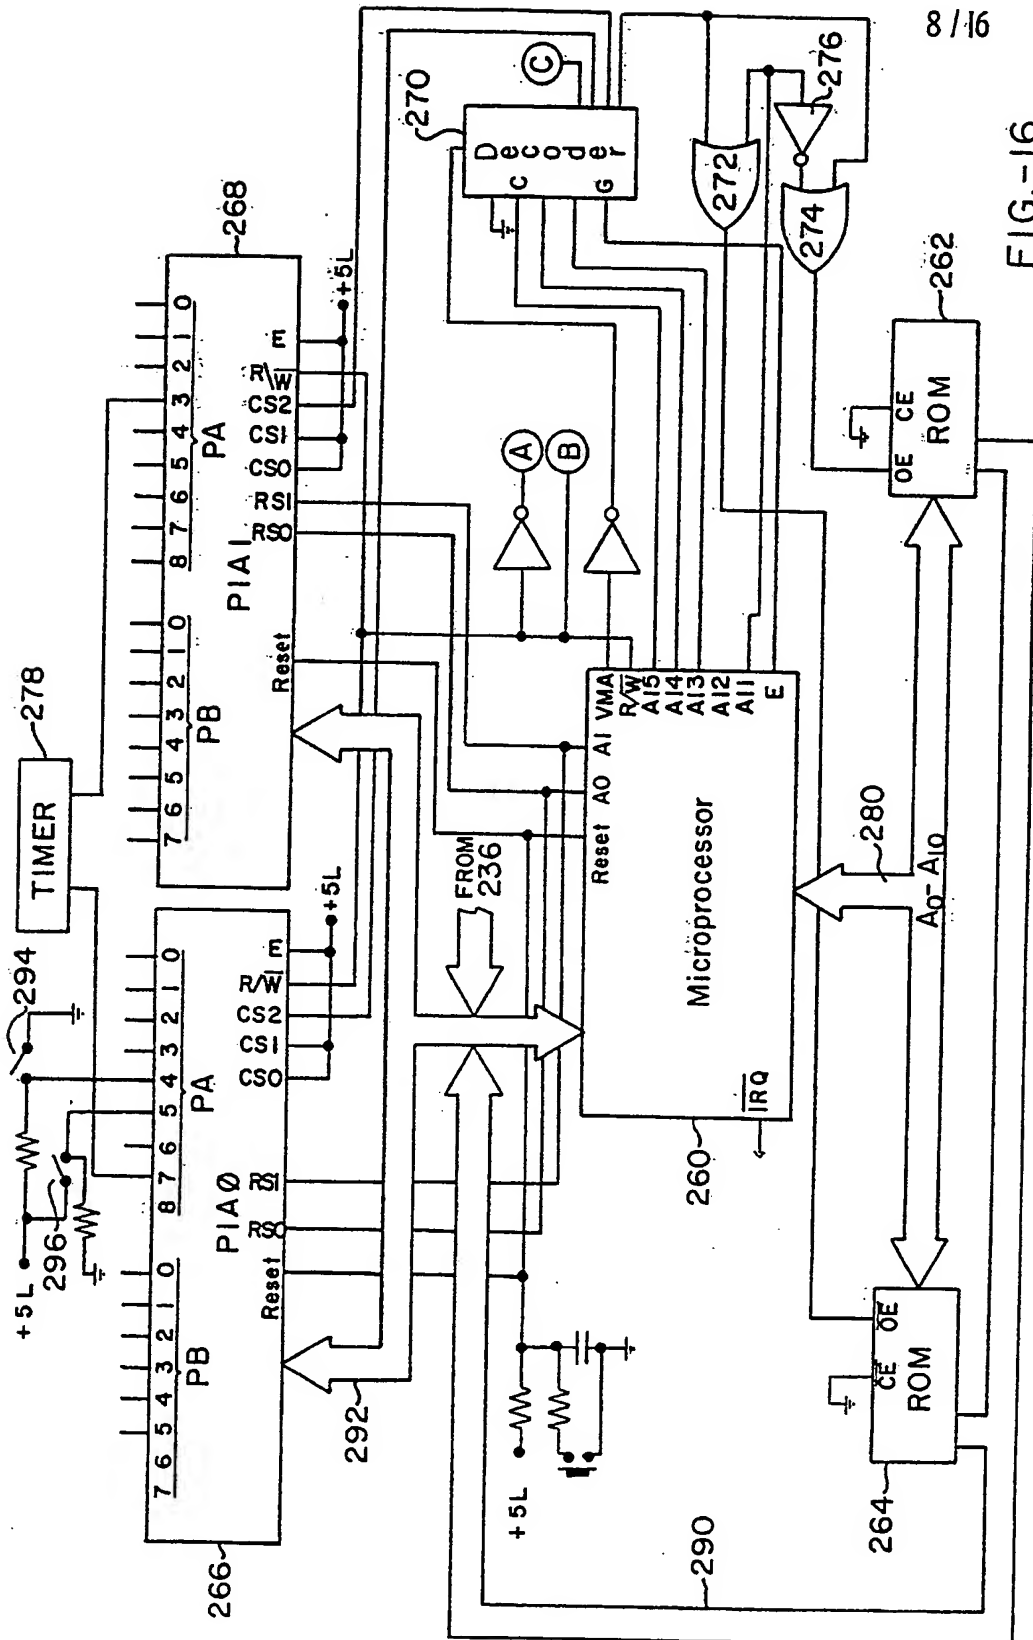 8/16
FIG.-16
278
TIMER
294
+5L
296
266
7 6 5 4 3 2 1 0
PB
8 7 6 5 4 3 2 1 0
PA
PIAØ
Reset
RS0
RS1
CS0
CS1
CS2
R/W
E
+5L
268
7 6 5 4 3 2 1 0
PB
8 7 6 5 4 3 2 1 0
PA
PIA1
Reset
RS0
RS1
CS0
CS1
CS2
R\W
E
+5L
270
Decoder
C
G
C
A
B
272
274
276
292
FROM
236
+5L
260
Microprocessor
Reset
A0
A1
VMA
R/W
A15
A14
A13
A12
A11
E
IRQ
280
A0-A10
290
264
ROM
CE
OE
262
ROM
OE
CE